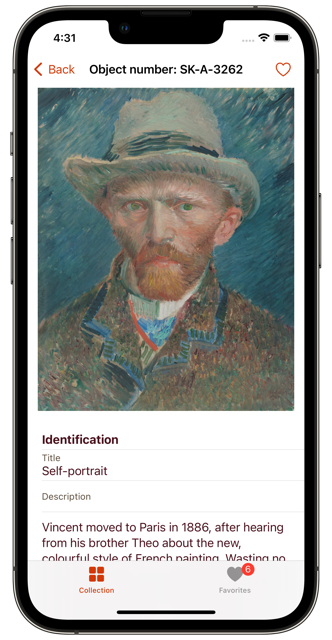 4:31
Back
Object number: SK-A-3262
Identification
Title
Self-portrait
Description
Vincent moved to Paris in 1886, after hearing
from his brother Theo about the new,
colourful style of French painting. Wasting no
6
Collection
Favorites